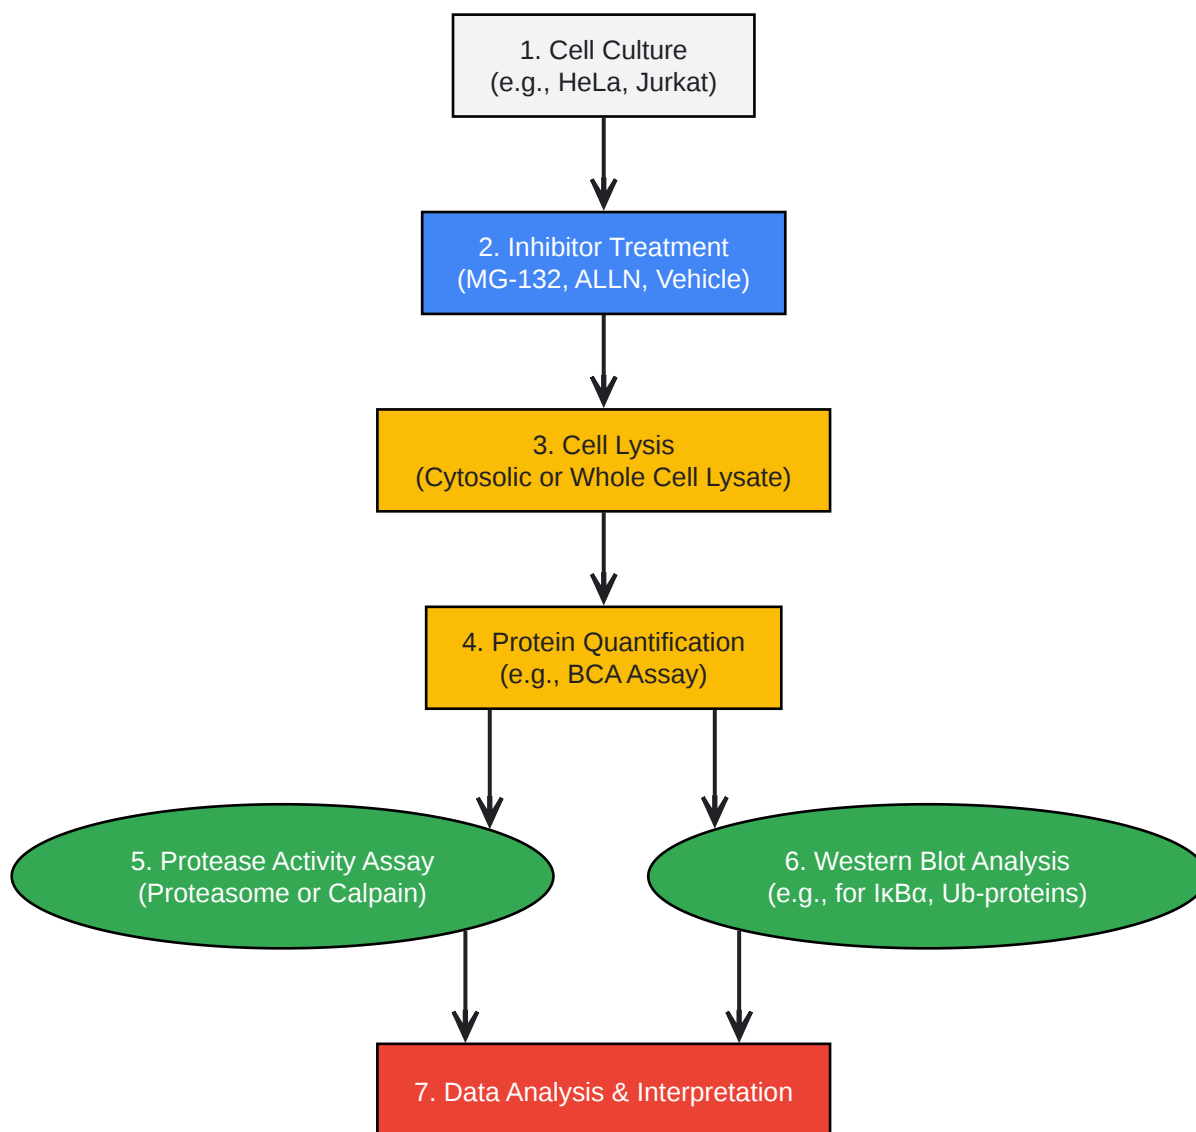 1. Cell Culture
(e.g., HeLa, Jurkat)
2. Inhibitor Treatment
(MG-132, ALLN, Vehicle)
3. Cell Lysis
(Cytosolic or Whole Cell Lysate)
4. Protein Quantification
(e.g., BCA Assay)
5. Protease Activity Assay
(Proteasome or Calpain)
6. Western Blot Analysis
(e.g., for IκBα, Ub-proteins)
7. Data Analysis & Interpretation